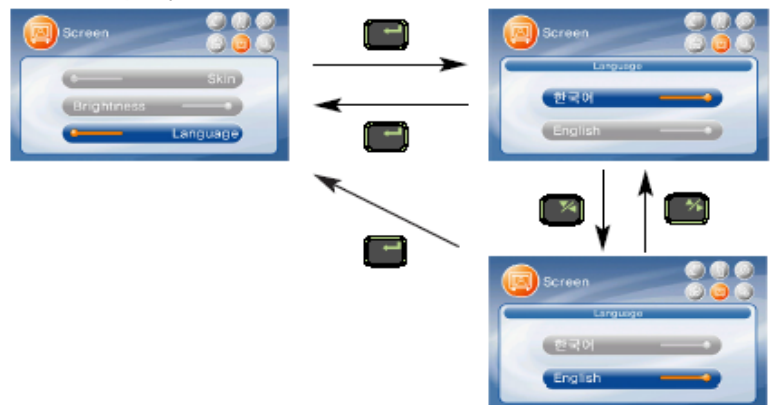 Screen
Skin
Brightness
Language
Screen
Language
한국어
English
Screen
Language
한국어
English